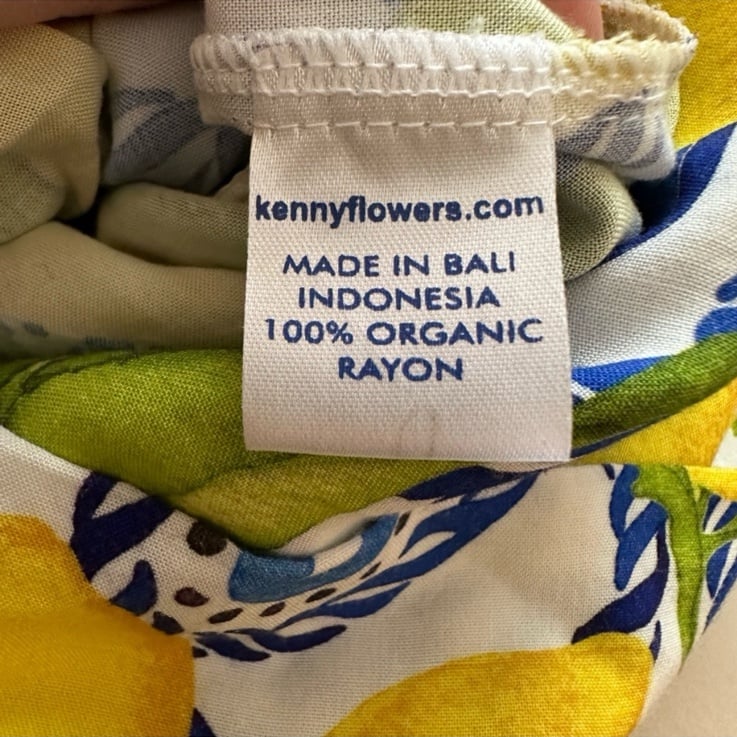 kennyflowers.com
MADE IN BALI
INDONESIA
100% ORGANIC
RAYON